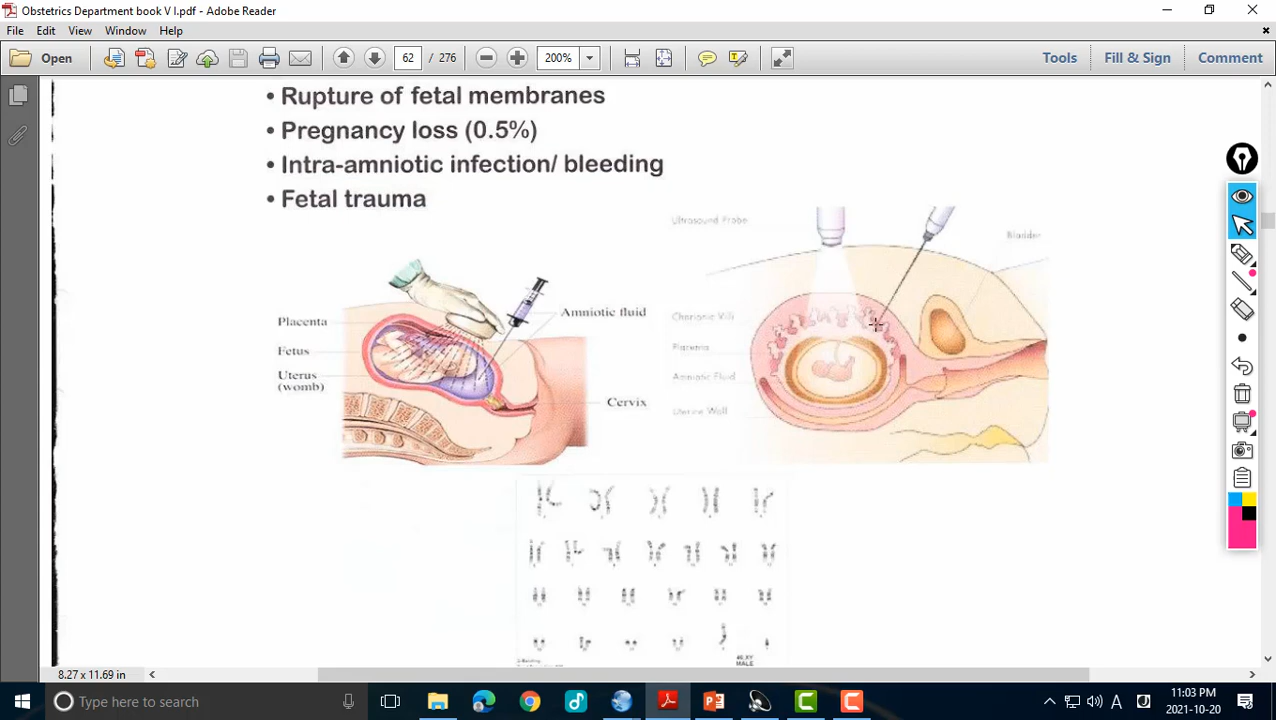 Obstetrics Department book V I.pdf - Adobe Reader
File Edit View Window Help
Open 62 / 276 200% Tools Fill & Sign Comment
• Rupture of fetal membranes
• Pregnancy loss (0.5%)
• Intra-amniotic infection/ bleeding
• Fetal trauma
Ultrasound Probe
Bladder
Placenta
Amniotic fluid
Fetus
Uterus
(womb)
Cervix
Chorionic Villi
Placenta
Amniotic Fluid
Uterine Wall
46,XY
MALE
8.27 x 11.69 in
Type here to search
11:03 PM
2021-10-20